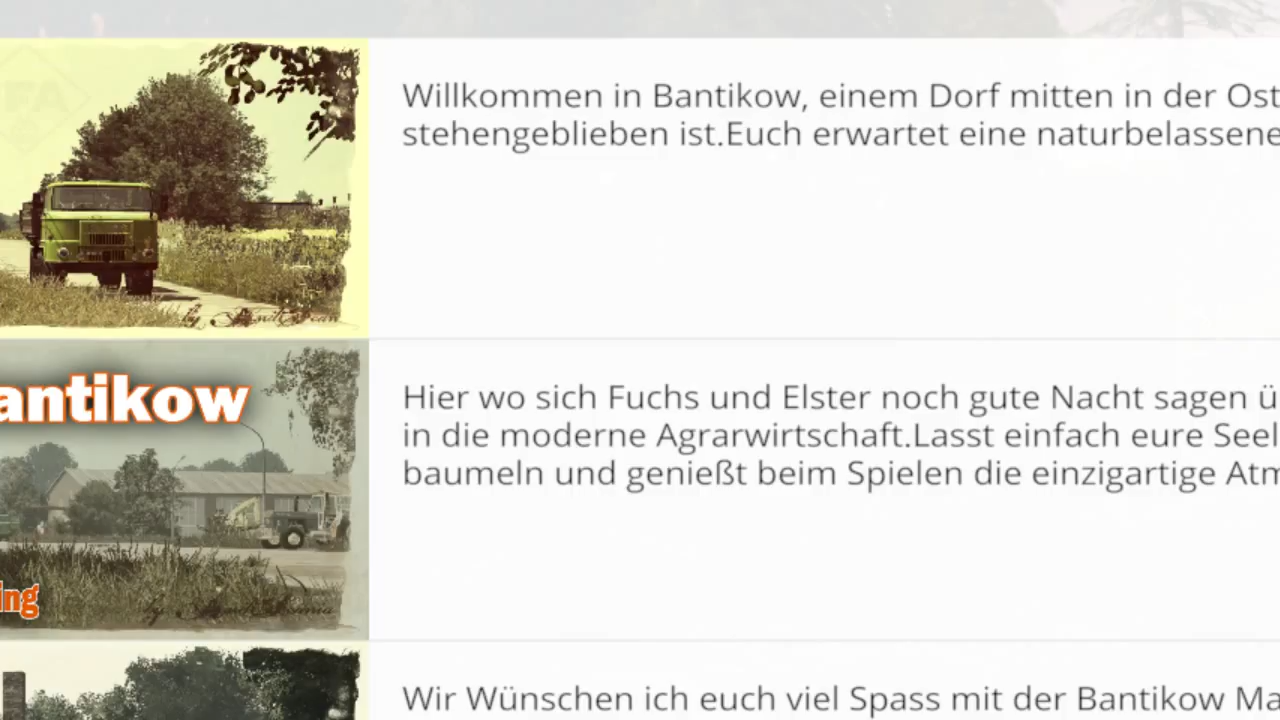 Willkommen in Bantikow, einem Dorf mitten in der Ost
stehengeblieben ist.Euch erwartet eine naturbelassene
antikow
Hier wo sich Fuchs und Elster noch gute Nacht sagen ü
in die moderne Agrarwirtschaft.Lasst einfach eure Seel
baumeln und genießt beim Spielen die einzigartige Atm
ing
Wir Wünschen ich euch viel Spass mit der Bantikow Ma